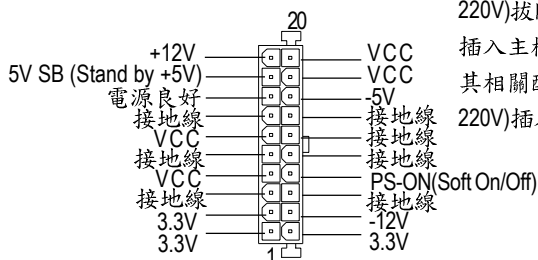 20
+12V
5V SB (Stand by +5V)
電源良好
接地線
VCC
接地線
VCC
接地線
3.3V
3.3V
VCC
VCC
-5V
接地線
接地線
接地線
PS-ON(Soft On/Off)
接地線
-12V
3.3V
1
220V)拔
插入主
其相關
220V)插